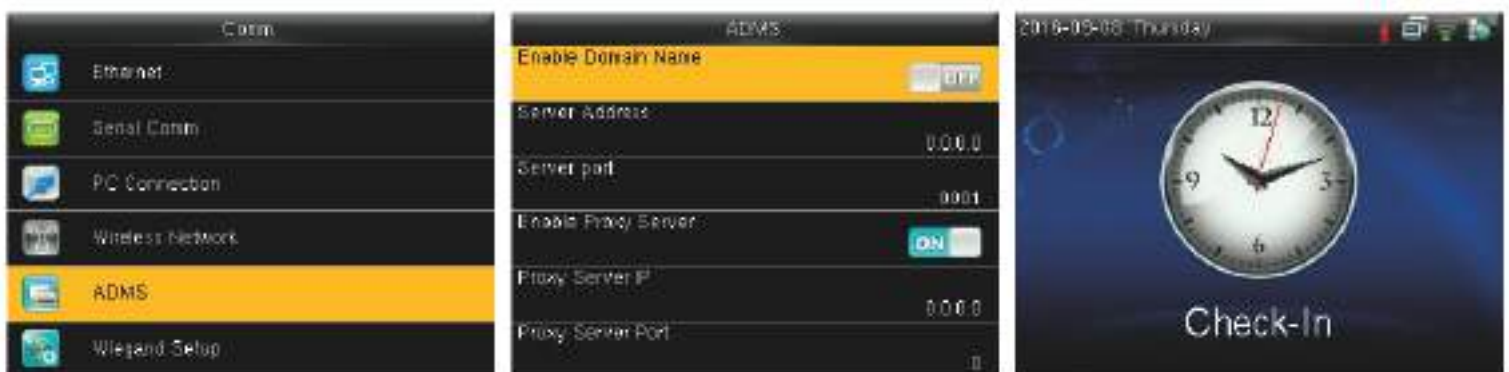 Comm.
Ethernet
Serial Comm
PC Connection
Wireless Network
ADMS
Wiegand Setup
ADMS
Enable Domain Name
OFF
Server Address
0.0.0.0
Server port
Enable Proxy Server
ON
Proxy Server IP
0.0.0.0
Proxy Server Port
0
Thursday
12
9
3
6
Check-In